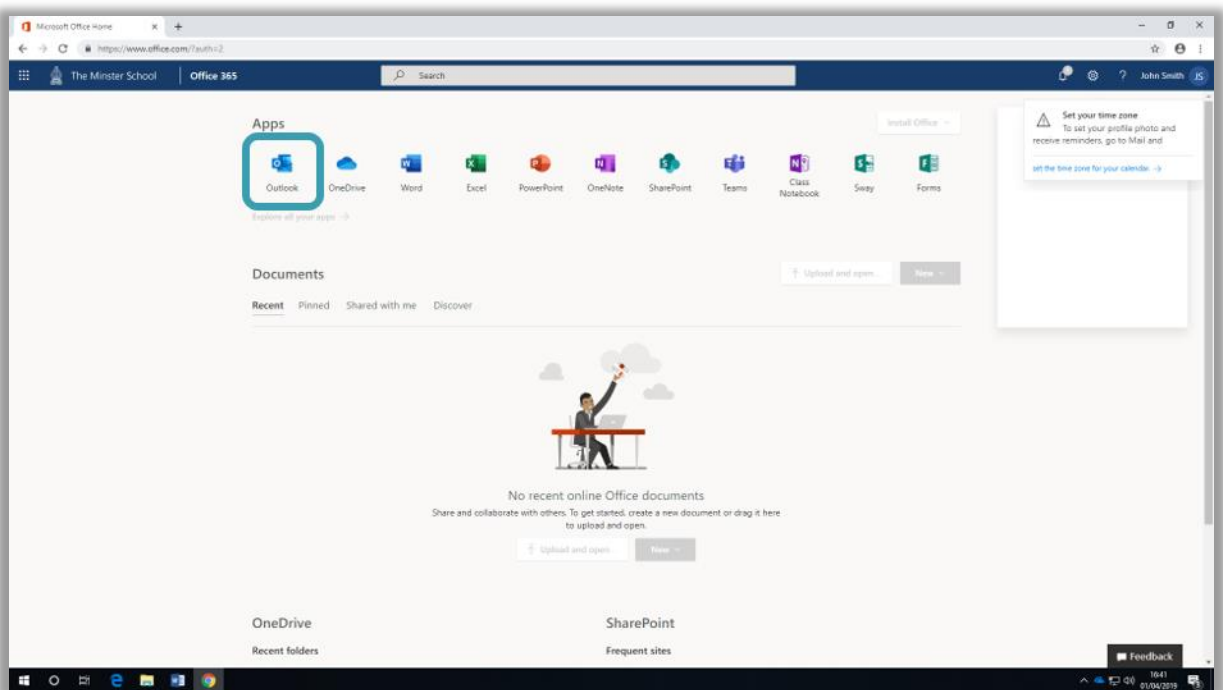 Microsoft Office Home
https://www.office.com/?auth=2
The Minster School
Office 365
Search
John Smith
JS
Apps
Install Office
Set your time zone
To set your profile photo and
receive reminders, go to Mail and
set the time zone for your calendar.
Outlook
OneDrive
Word
Excel
PowerPoint
OneNote
SharePoint
Teams
Class
Notebook
Sway
Forms
Explore all your apps
Documents
Upload and open...
New
Recent
Pinned
Shared with me
Discover
No recent online Office documents
Share and collaborate with others. To get started, create a new document or drag it here
to upload and open.
Upload and open...
New
OneDrive
SharePoint
Recent folders
Frequent sites
Feedback
16:41
01/04/2019